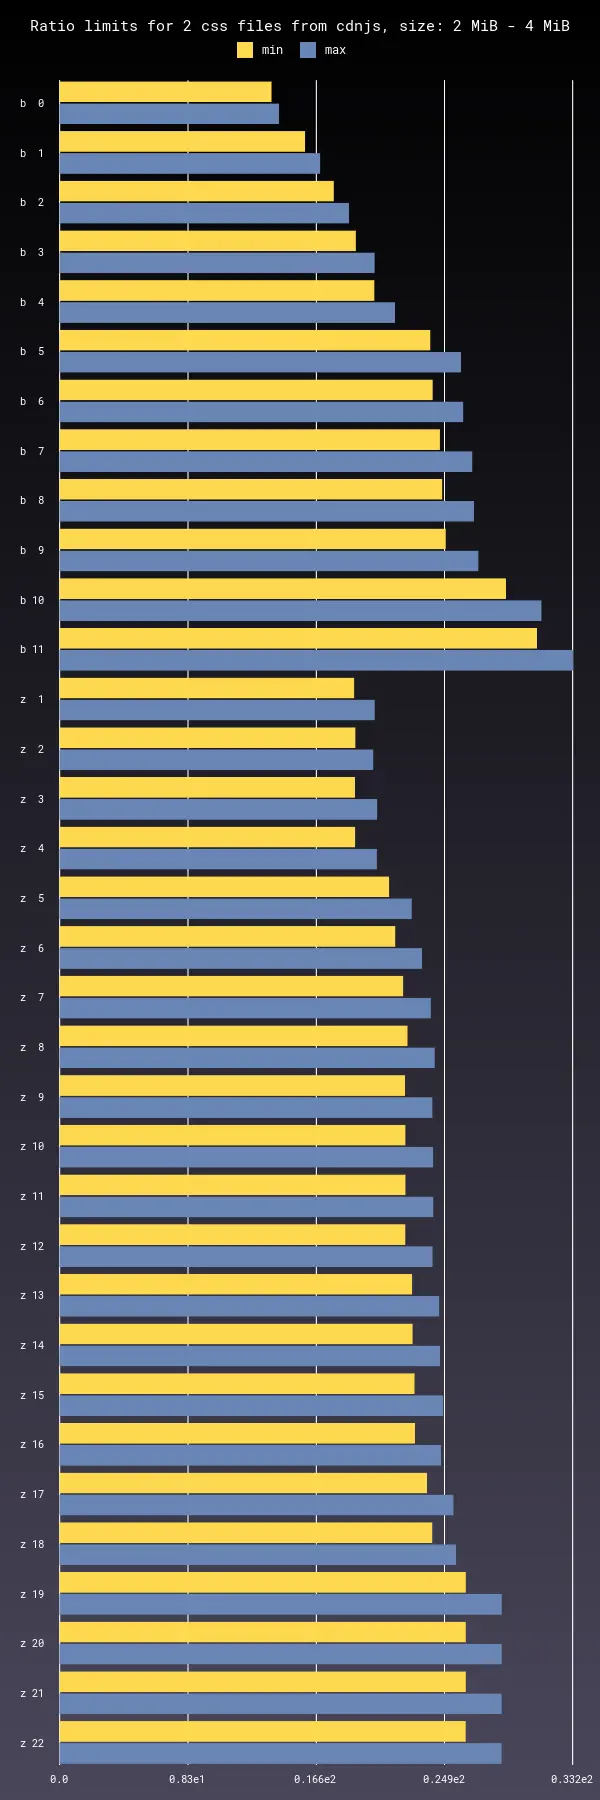 Ratio limits for 2 css files from cdnjs, size: 2 MiB - 4 MiB
min max
b 0
b 1
b 2
b 3
b 4
b 5
b 6
b 7
b 8
b 9
b 10
b 11
z 1
z 2
z 3
z 4
z 5
z 6
z 7
z 8
z 9
z 10
z 11
z 12
z 13
z 14
z 15
z 16
z 17
z 18
z 19
z 20
z 21
z 22
0.0 0.83e1 0.166e2 0.249e2 0.332e2